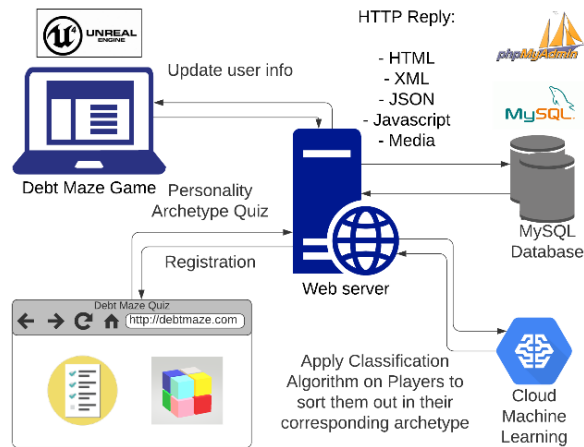 UNREAL
ENGINE
Update user info
Debt Maze Game
HTTP Reply:
- HTML
- XML
- JSON
- Javascript
- Media
phpMyAdmin
MySQL
MySQL
Database
Personality
Archetype Quiz
Registration
Web server
Debt Maze Quiz
http://debtmaze.com
Apply Classification
Algorithm on Players to
sort them out in their
corresponding archetype
Cloud
Machine
Learning